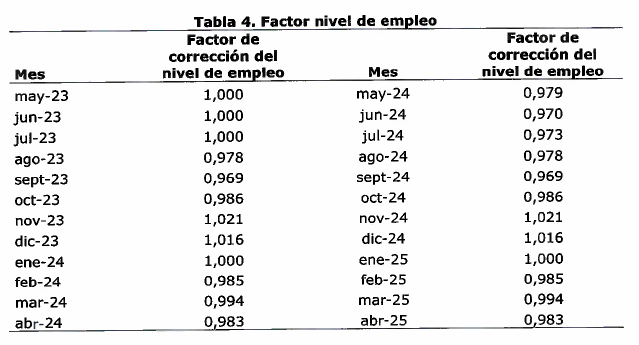 Tabla 4. Factor nivel de empleo
Factor de Factor de
corrección del corrección del
Mes nivel de empleo Mes nivel de empleo
may-23 1,000 may-24 0,979
jun-23 1,000 jun-24 0,970
jul-23 1,000 jul-24 0,973
ago-23 0,978 ago-24 0,978
sept-23 0,969 sept-24 0,969
oct-23 0,986 oct-24 0,986
nov-23 1,021 nov-24 1,021
dic-23 1,016 dic-24 1,016
ene-24 1,000 ene-25 1,000
feb-24 0,985 feb-25 0,985
mar-24 0,994 mar-25 0,994
abr-24 0,983 abr-25 0,983